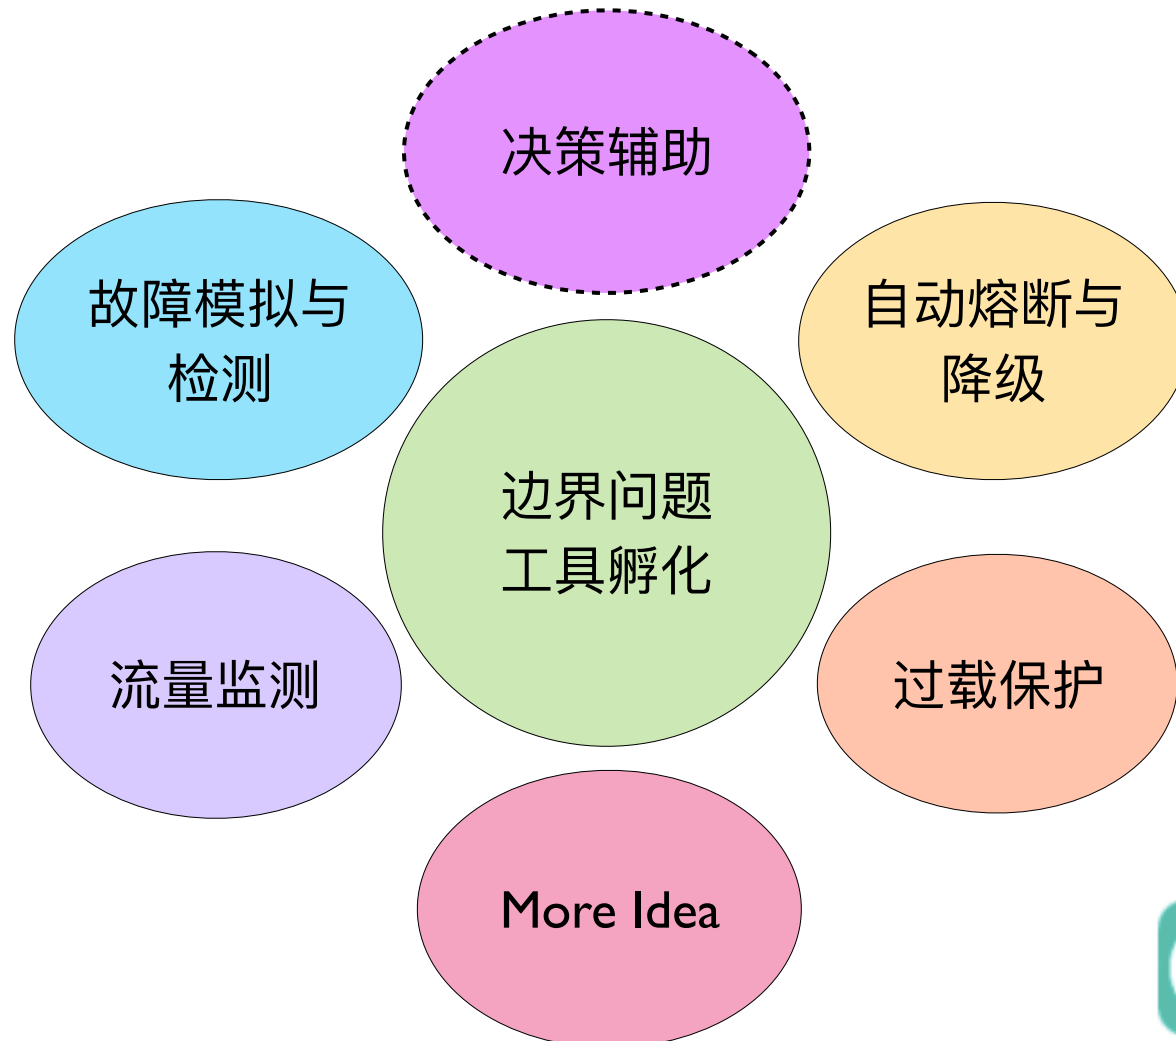 决策辅助
故障模拟与
检测
自动熔断与
降级
边界问题
工具孵化
流量监测
过载保护
More Idea